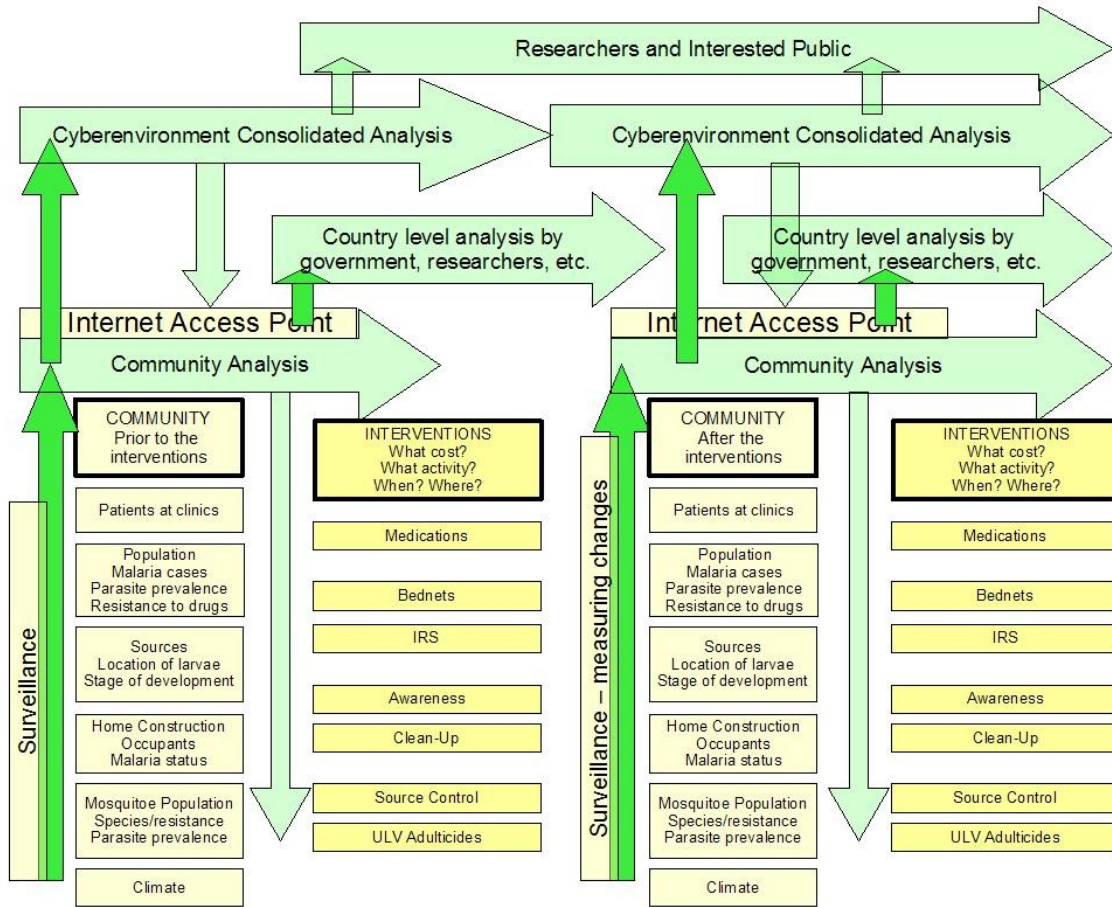 Researchers and Interested Public
Cyberenvironment Consolidated Analysis
Cyberenvironment Consolidated Analysis
Country level analysis by
government, researchers, etc.
Country level analysis by
government, researchers, etc.
Internet Access Point
Community Analysis
Surveillance
COMMUNITY
Prior to the
interventions
Patients at clinics
Population
Malaria cases
Parasite prevalence
Resistance to drugs
Sources
Location of larvae
Stage of development
Home Construction
Occupants
Malaria status
Mosquitoe Population
Species/resistance
Parasite prevalence
Climate
INTERVENTIONS
What cost?
What activity?
When? Where?
Medications
Bednets
IRS
Awareness
Clean-Up
Source Control
ULV Adulticides
Internet Access Point
Community Analysis
Surveillance – measuring changes
COMMUNITY
After the
interventions
Patients at clinics
Population
Malaria cases
Parasite prevalence
Resistance to drugs
Sources
Location of larvae
Stage of development
Home Construction
Occupants
Malaria status
Mosquitoe Population
Species/resistance
Parasite prevalence
Climate
INTERVENTIONS
What cost?
What activity?
When? Where?
Medications
Bednets
IRS
Awareness
Clean-Up
Source Control
ULV Adulticides